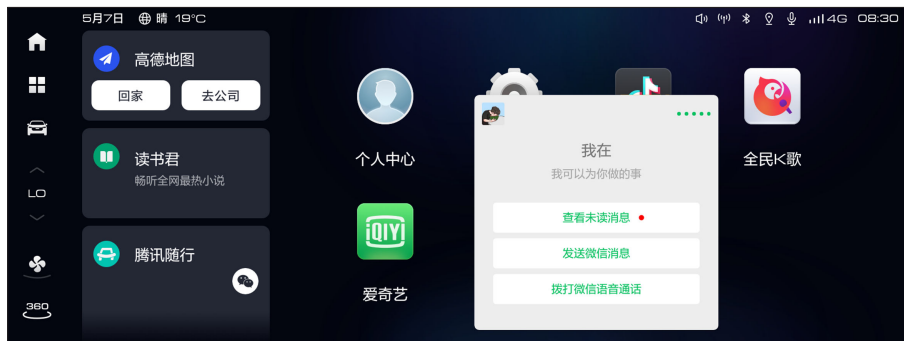 5月7日 晴 19°C
4G 08:30
高德地图
回家 去公司
读书君
畅听全网最热小说
腾讯随行
LO
360
个人中心
全民K歌
iQIYI
爱奇艺
我在
我可以为你做的事
查看未读消息
发送微信消息
拨打微信语音通话